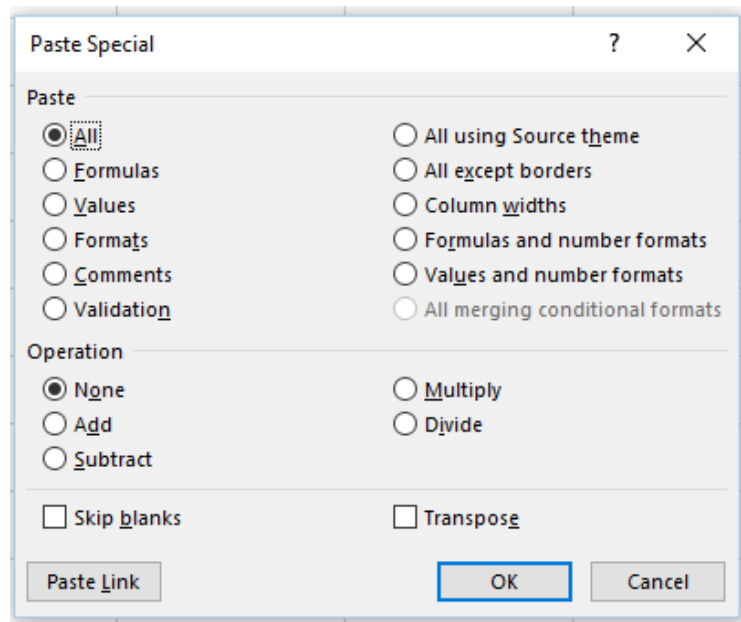 Paste Special ?
Paste
All
All using Source theme
Formulas
All except borders
Values
Column widths
Formats
Formulas and number formats
Comments
Values and number formats
Validation
All merging conditional formats
Operation
None
Multiply
Add
Divide
Subtract
Skip blanks
Transpose
Paste Link
OK
Cancel